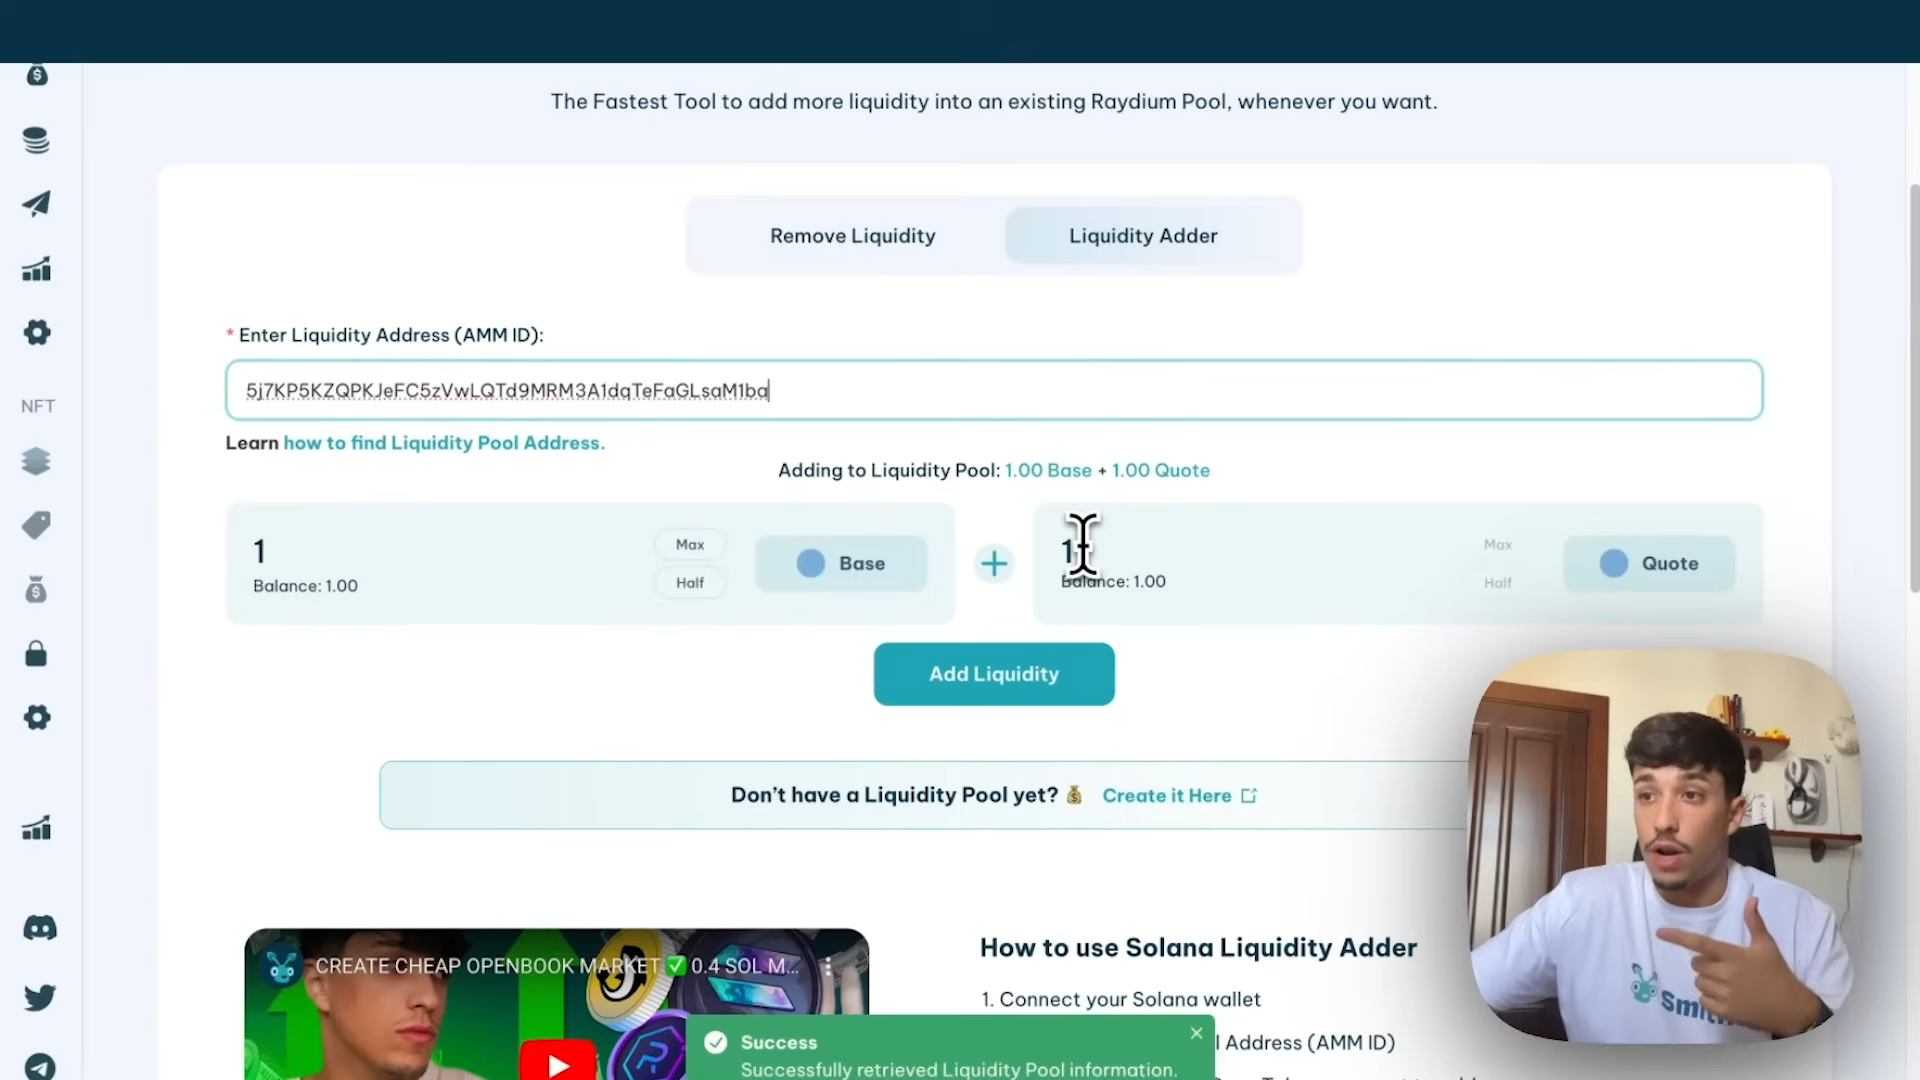 The Fastest Tool to add more liquidity into an existing Raydium Pool, whenever you want.
Remove Liquidity
Liquidity Adder
* Enter Liquidity Address (AMM ID):
5j7KP5KZQPKJeFC5zVwLQTd9MRM3A1dqTeFaGLsaM1ba
Learn how to find Liquidity Pool Address.
Adding to Liquidity Pool: 1.00 Base + 1.00 Quote
1
Max
Base
Balance: 1.00
Half
1
Max
Quote
Balance: 1.00
Half
Add Liquidity
Don't have a Liquidity Pool yet? 💰 Create it Here
NFT
CREATE CHEAP OPENBOOK MARKET ✅ 0.4 SOL M...
How to use Solana Liquidity Adder
1. Connect your Solana wallet
l Address (AMM ID)
Success
Successfully retrieved Liquidity Pool information.